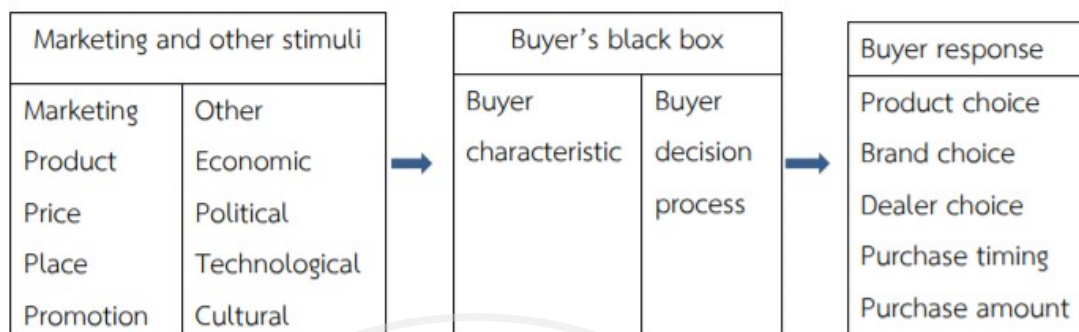 Marketing and other stimuli
Marketing
Product
Price
Place
Promotion
Other
Economic
Political
Technological
Cultural
Buyer's black box
Buyer
characteristic
Buyer
decision
process
Buyer response
Product choice
Brand choice
Dealer choice
Purchase timing
Purchase amount